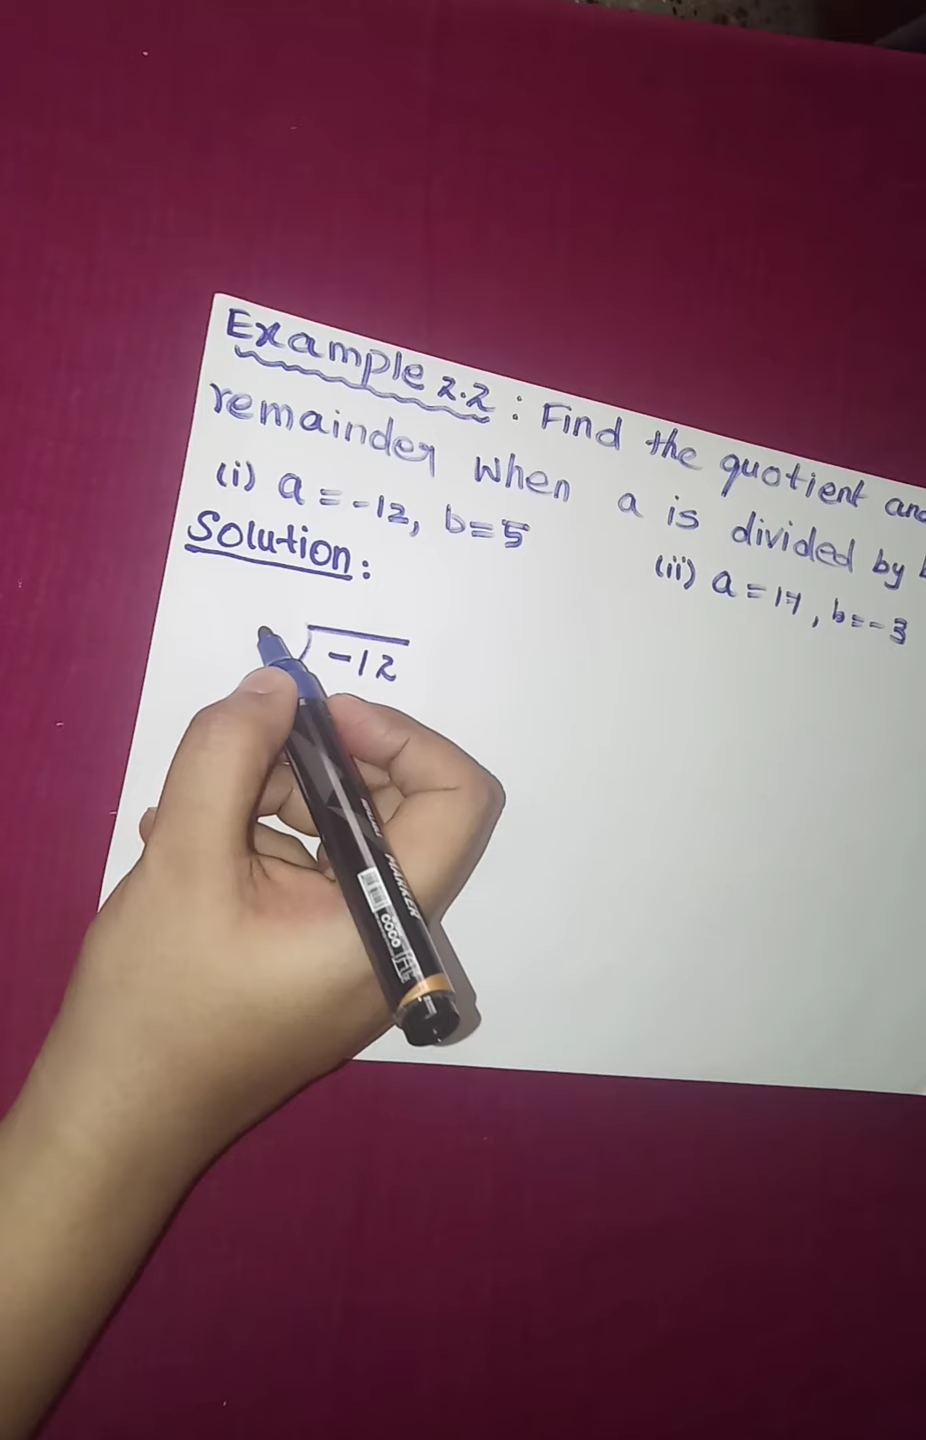 Example 2.2 : Find the quotient and
remainder when a is divided by b
(i) a = -12, b = 5
(ii) a = 17, b = -3
Solution:
-12
MARKER
COCO